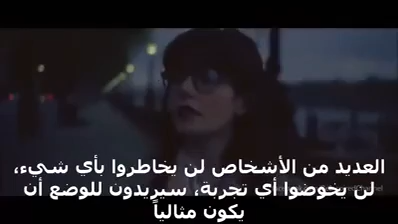 العديد من الأشخاص لن يخاطروا بأي شيء،
لن يخوضوا أي تجربة، سيريدون للوضع أن
يكون مثالياً